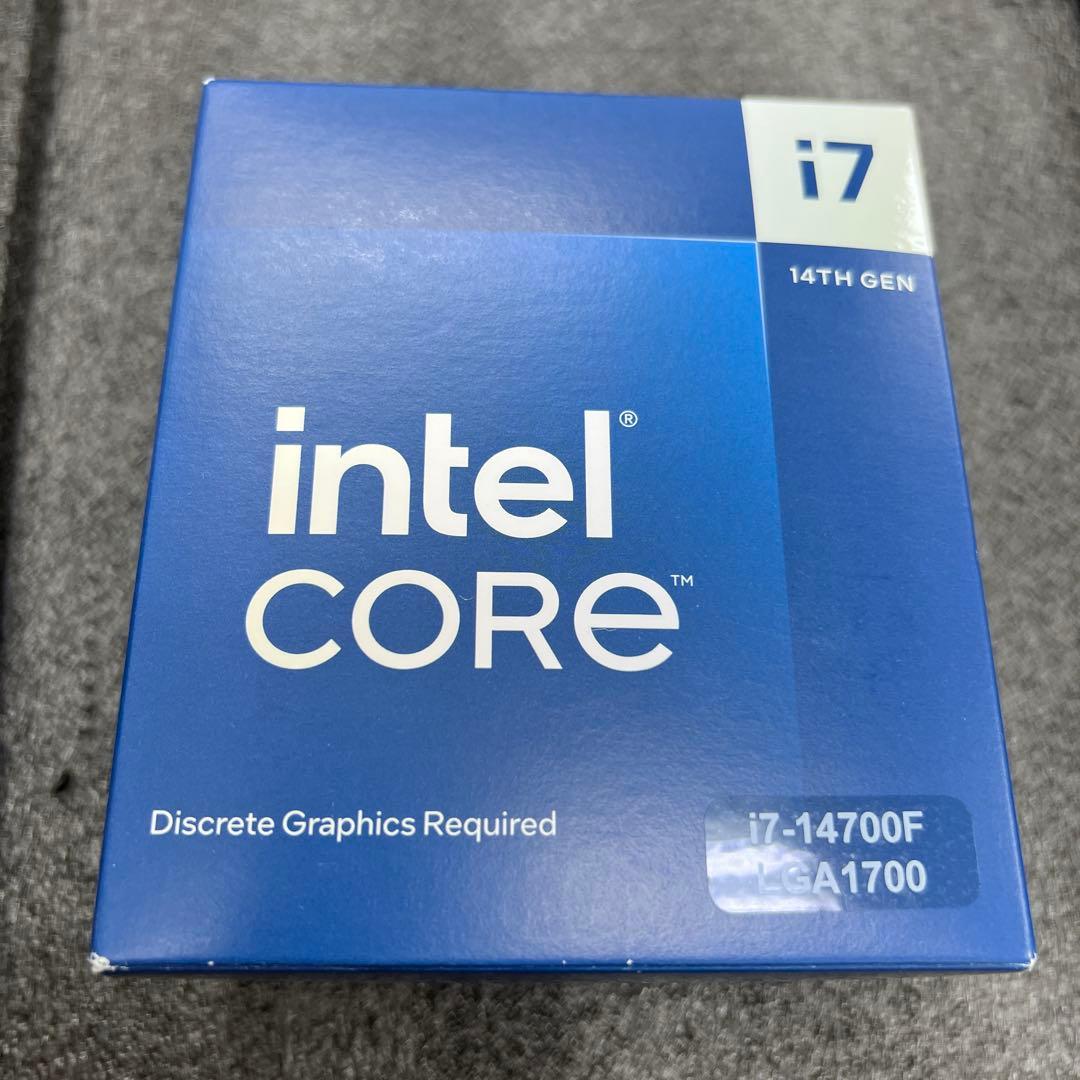 i7
14TH GEN
intel®
CORE™
Discrete Graphics Required
i7-14700F
LGA1700